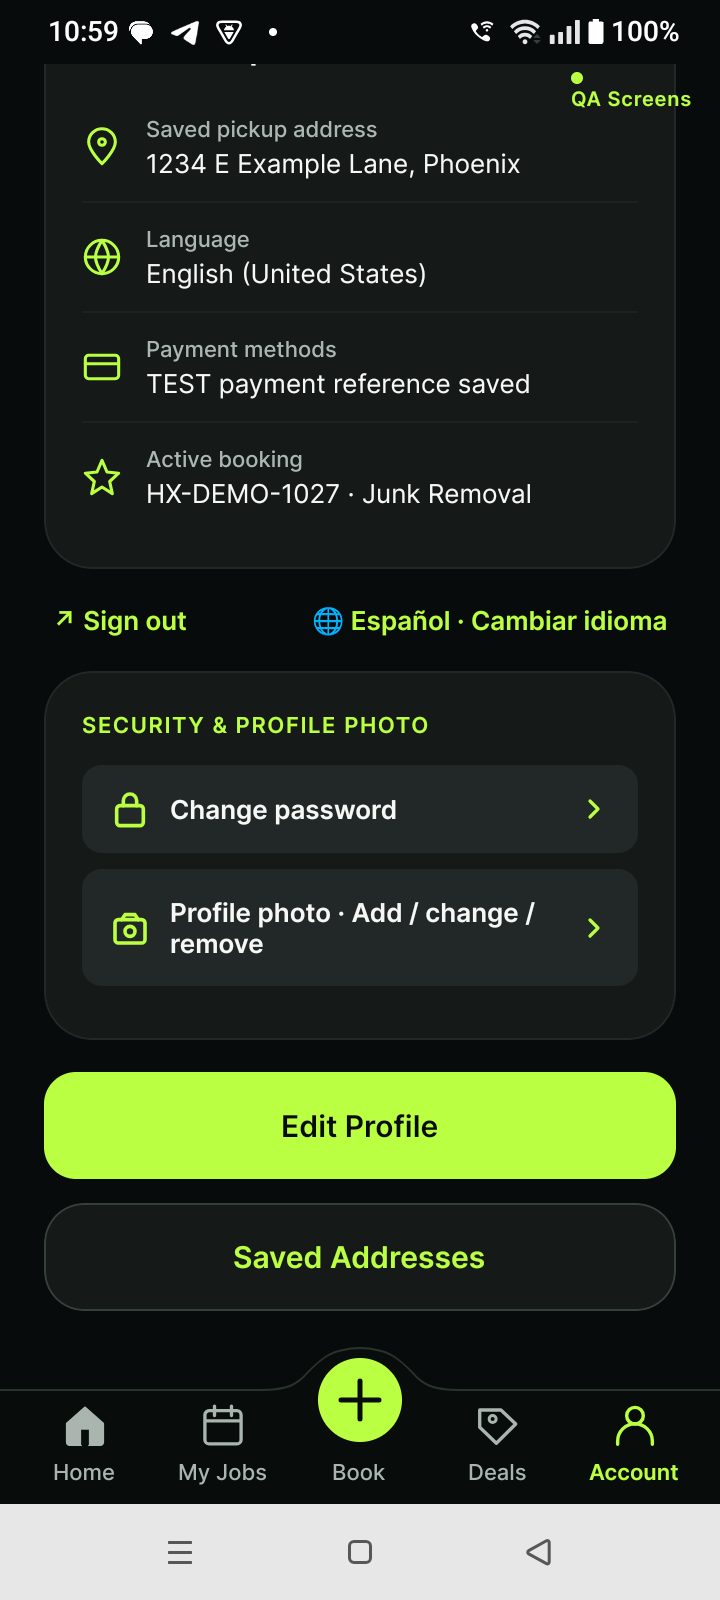 10:59
100%
QA Screens
Saved pickup address
1234 E Example Lane, Phoenix
Language
English (United States)
Payment methods
TEST payment reference saved
Active booking
HX-DEMO-1027 · Junk Removal
Sign out
Español · Cambiar idioma
SECURITY & PROFILE PHOTO
Change password
Profile photo · Add / change /
remove
Edit Profile
Saved Addresses
Home
My Jobs
Book
Deals
Account